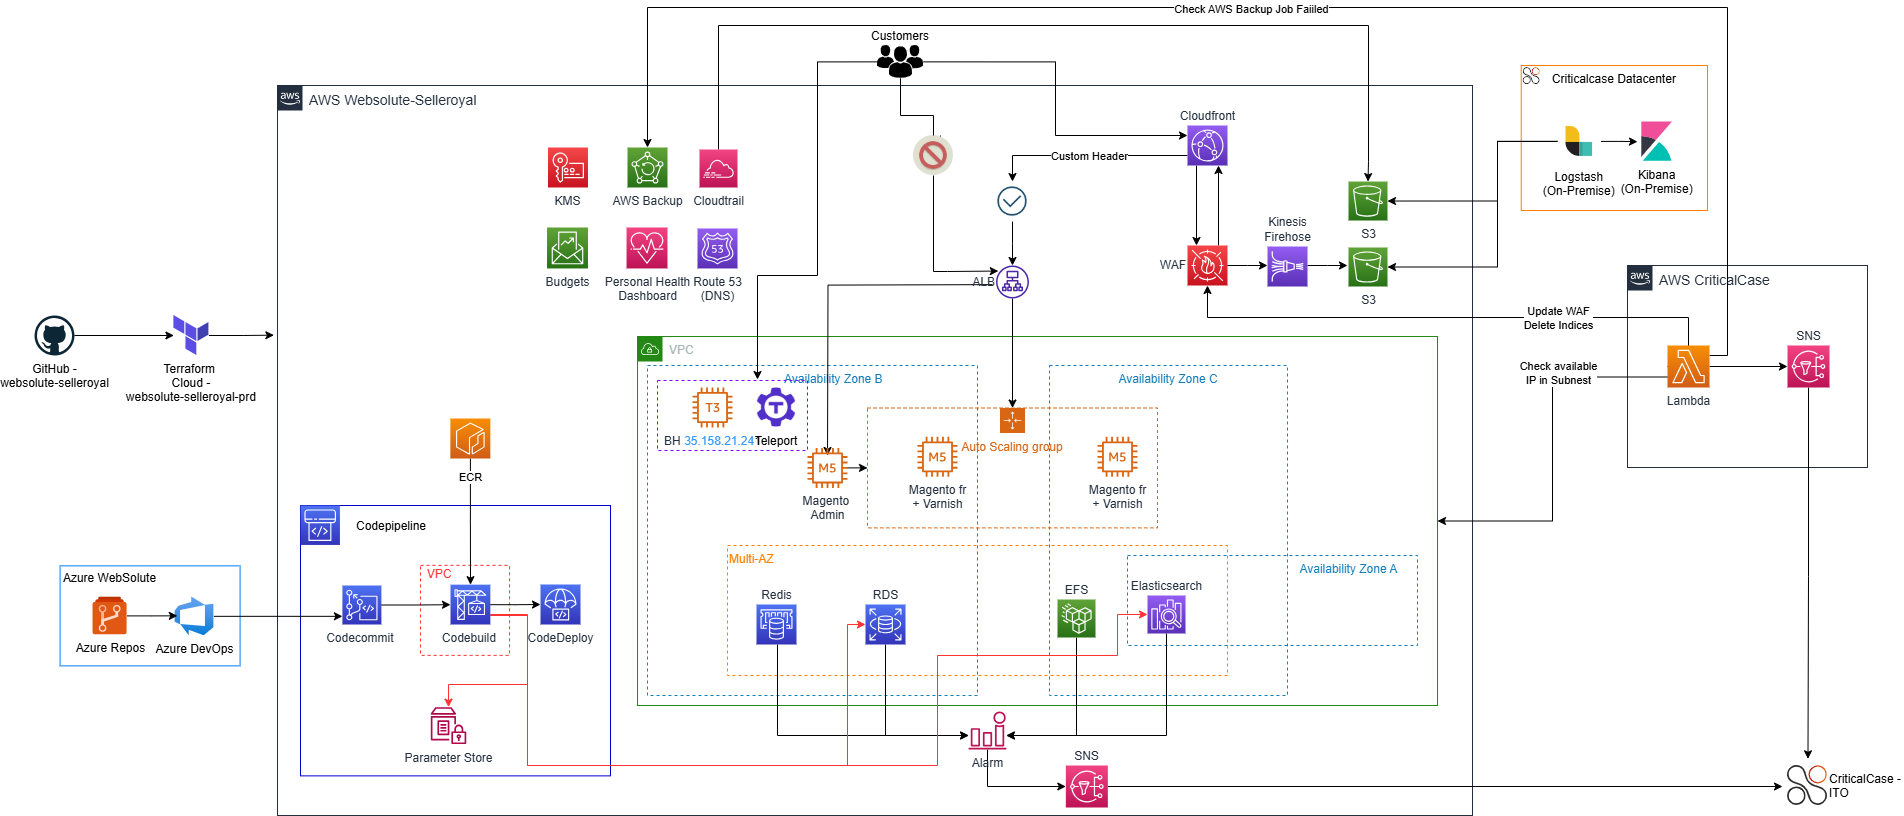 Check AWS Backup Job Faiiled
Customers
Criticalcase Datacenter
aws
AWS Websolute-Selleroyal
Cloudfront
Custom Header
Logstash
(On-Premise)
Kibana
(On-Premise)
KMS
AWS Backup
Cloudtrail
S3
Kinesis
Firehose
53
WAF
S3
Budgets
Personal Health
Dashboard
Route 53
(DNS)
ALB
aws
AWS CriticalCase
Update WAF
Delete Indices
SNS
Check available
IP in Subnest
Lambda
GitHub -
websolute-selleroyal
Terraform
Cloud -
websolute-selleroyal-prd
VPC
Availability Zone B
Availability Zone C
T3
T
BH 35.158.21.24
Teleport
Auto Scaling group
M5
M5
M5
Magento
Admin
Magento fr
+ Varnish
Magento fr
+ Varnish
ECR
Codepipeline
Multi-AZ
Availability Zone A
Azure WebSolute
VPC
Redis
RDS
EFS
Elasticsearch
Azure Repos
Azure DevOps
Codecommit
Codebuild
CodeDeploy
Parameter Store
Alarm
SNS
CriticalCase -
ITO